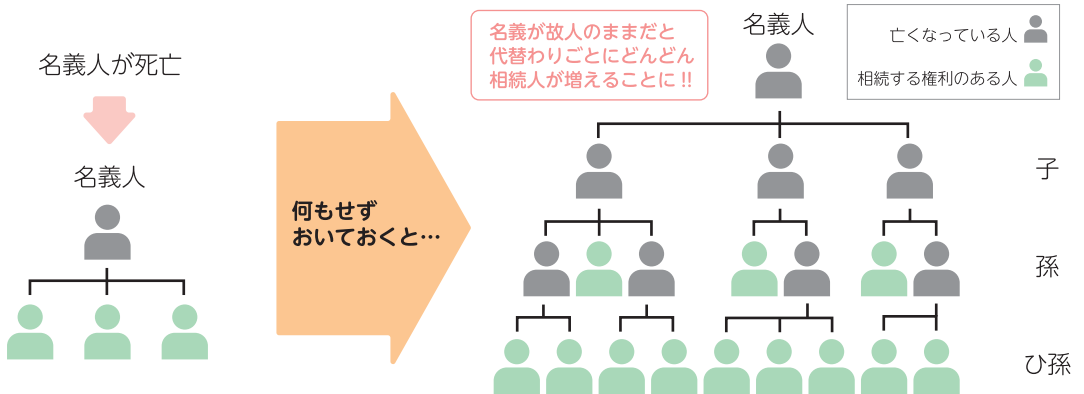 名義人が死亡
名義人
何もせず
おいておくと…
名義が故人のままだと
代替わりごとにどんどん
相続人が増えることに!!
名義人
亡くなっている人
相続する権利のある人
子
孫
ひ孫